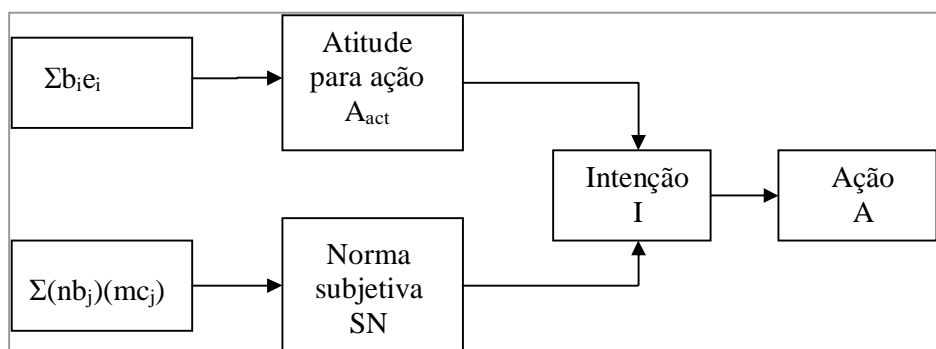 Σbᵢeᵢ
Atitude
para ação
Aₐcₜ
Intenção
I
Ação
A
Σ(nbⱼ)(mcⱼ)
Norma
subjetiva
SN